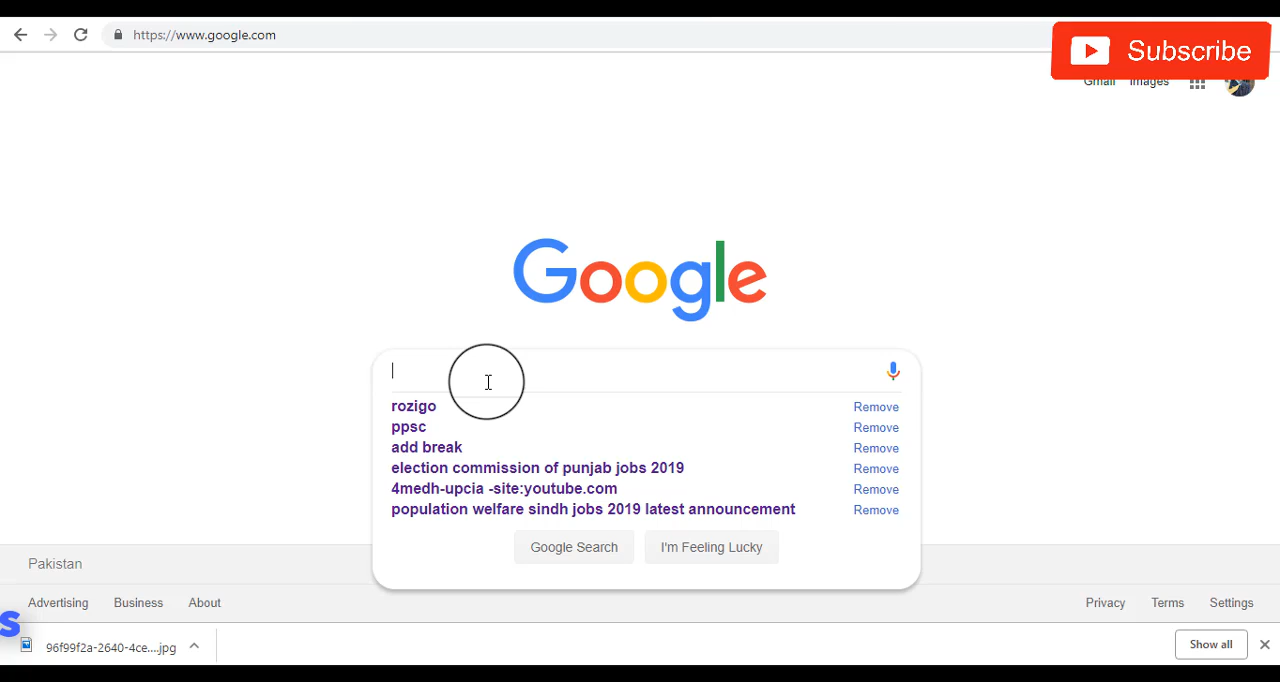 https://www.google.com
Subscribe
Gmail Images
Google
rozigo Remove
ppsc Remove
add break Remove
election commission of punjab jobs 2019 Remove
4medh-upcia -site:youtube.com Remove
population welfare sindh jobs 2019 latest announcement Remove
Google Search I'm Feeling Lucky
Pakistan
Advertising Business About Privacy Terms Settings
S
96f99f2a-2640-4ce....jpg Show all